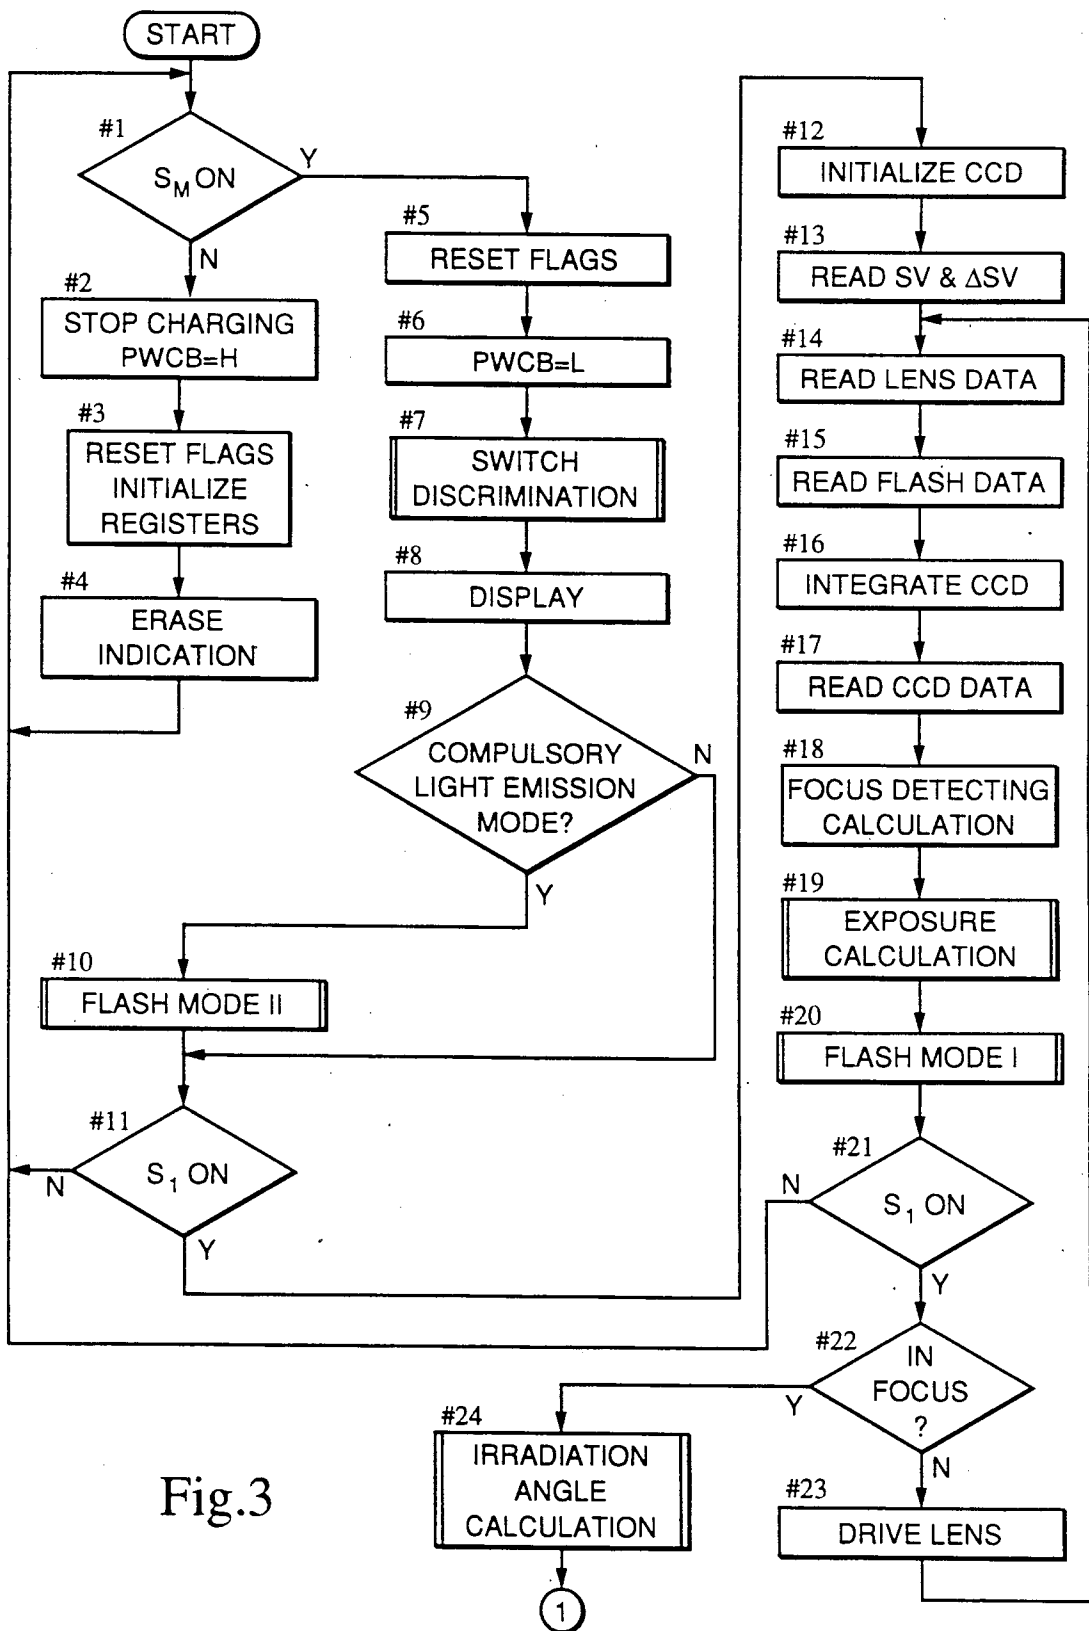 START
#1
S_M ON
Y
N
#2
STOP CHARGING
PWCB=H
#3
RESET FLAGS
INITIALIZE
REGISTERS
#4
ERASE
INDICATION
#5
RESET FLAGS
#6
PWCB=L
#7
SWITCH
DISCRIMINATION
#8
DISPLAY
#9
COMPULSORY
LIGHT EMISSION
MODE?
N
Y
#10
FLASH MODE II
#11
S_1 ON
N
Y
#12
INITIALIZE CCD
#13
READ SV & ΔSV
#14
READ LENS DATA
#15
READ FLASH DATA
#16
INTEGRATE CCD
#17
READ CCD DATA
#18
FOCUS DETECTING
CALCULATION
#19
EXPOSURE
CALCULATION
#20
FLASH MODE I
#21
S_1 ON
N
Y
#22
IN
FOCUS
?
Y
N
#23
DRIVE LENS
#24
IRRADIATION
ANGLE
CALCULATION
1
Fig.3